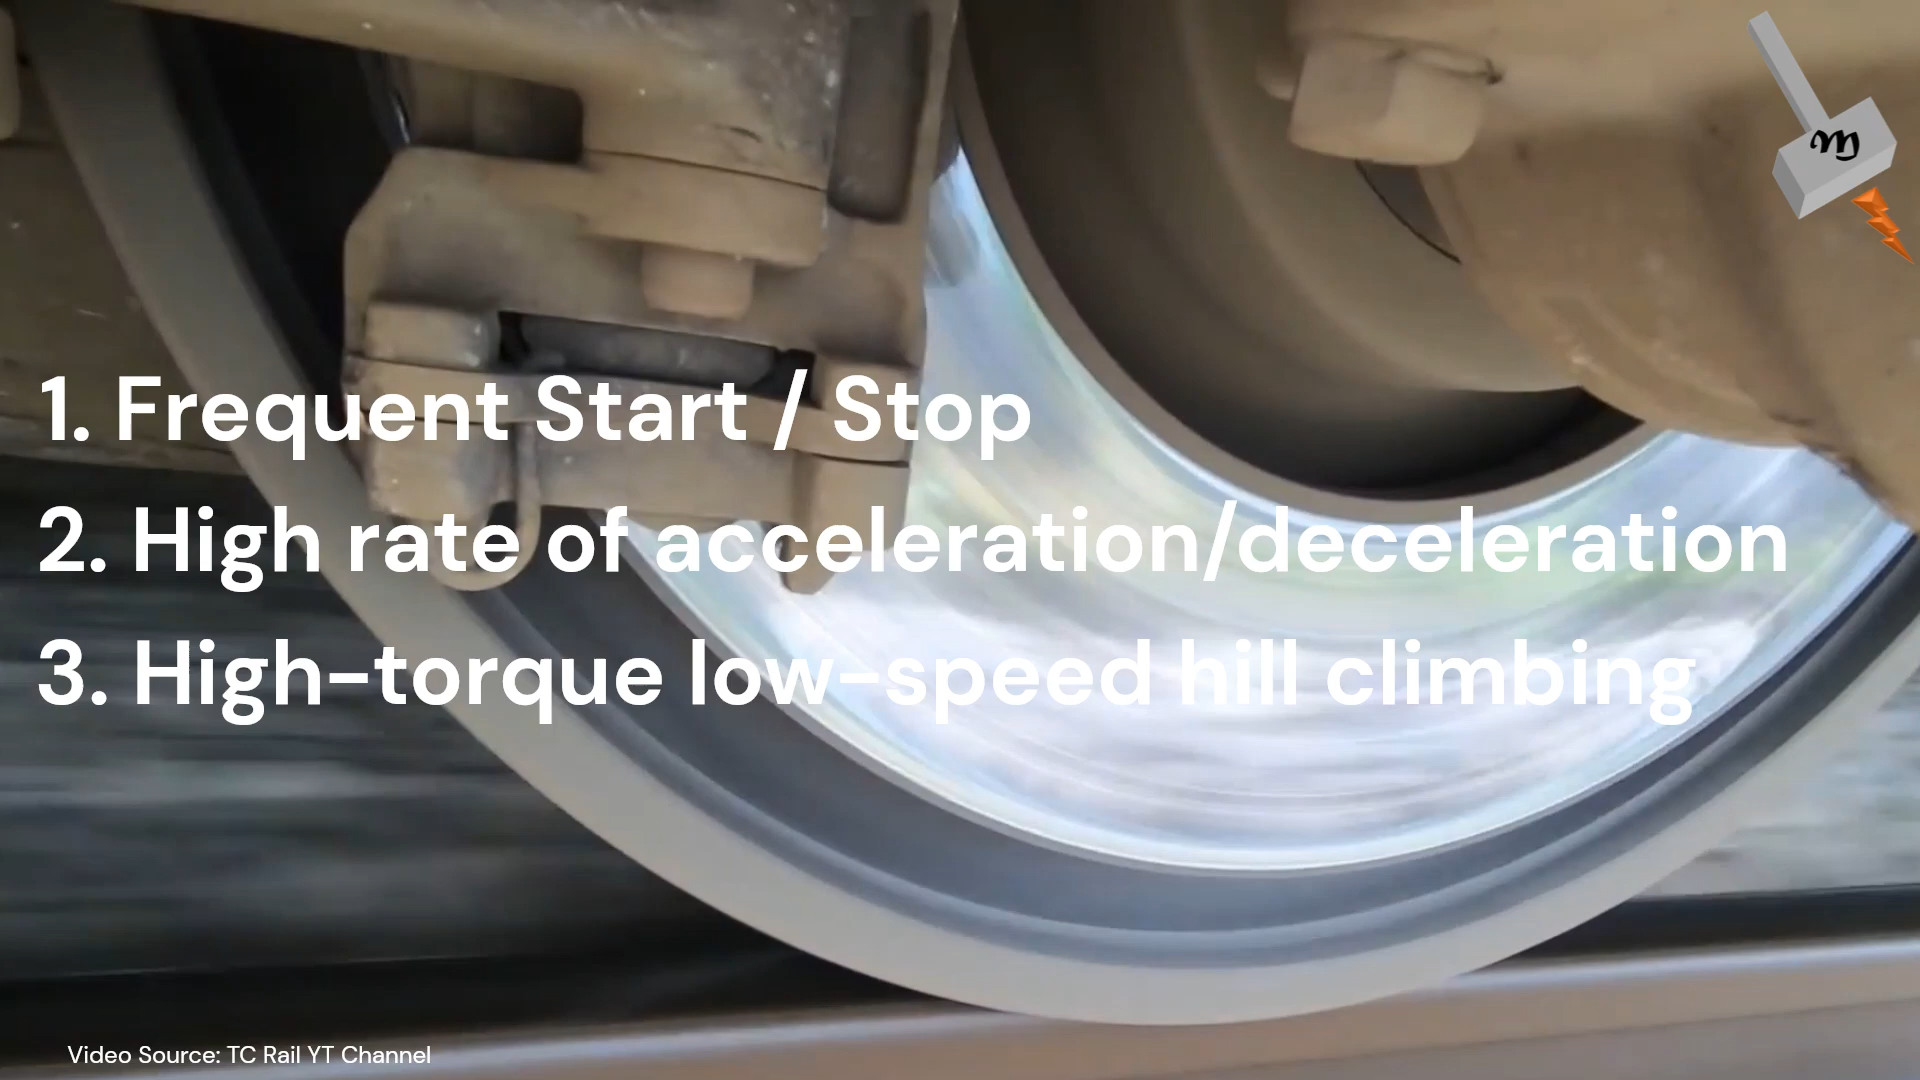 m
1. Frequent Start / Stop
2. High rate of acceleration/deceleration
3. High-torque low-speed hill climbing
Video Source: TC Rail YT Channel